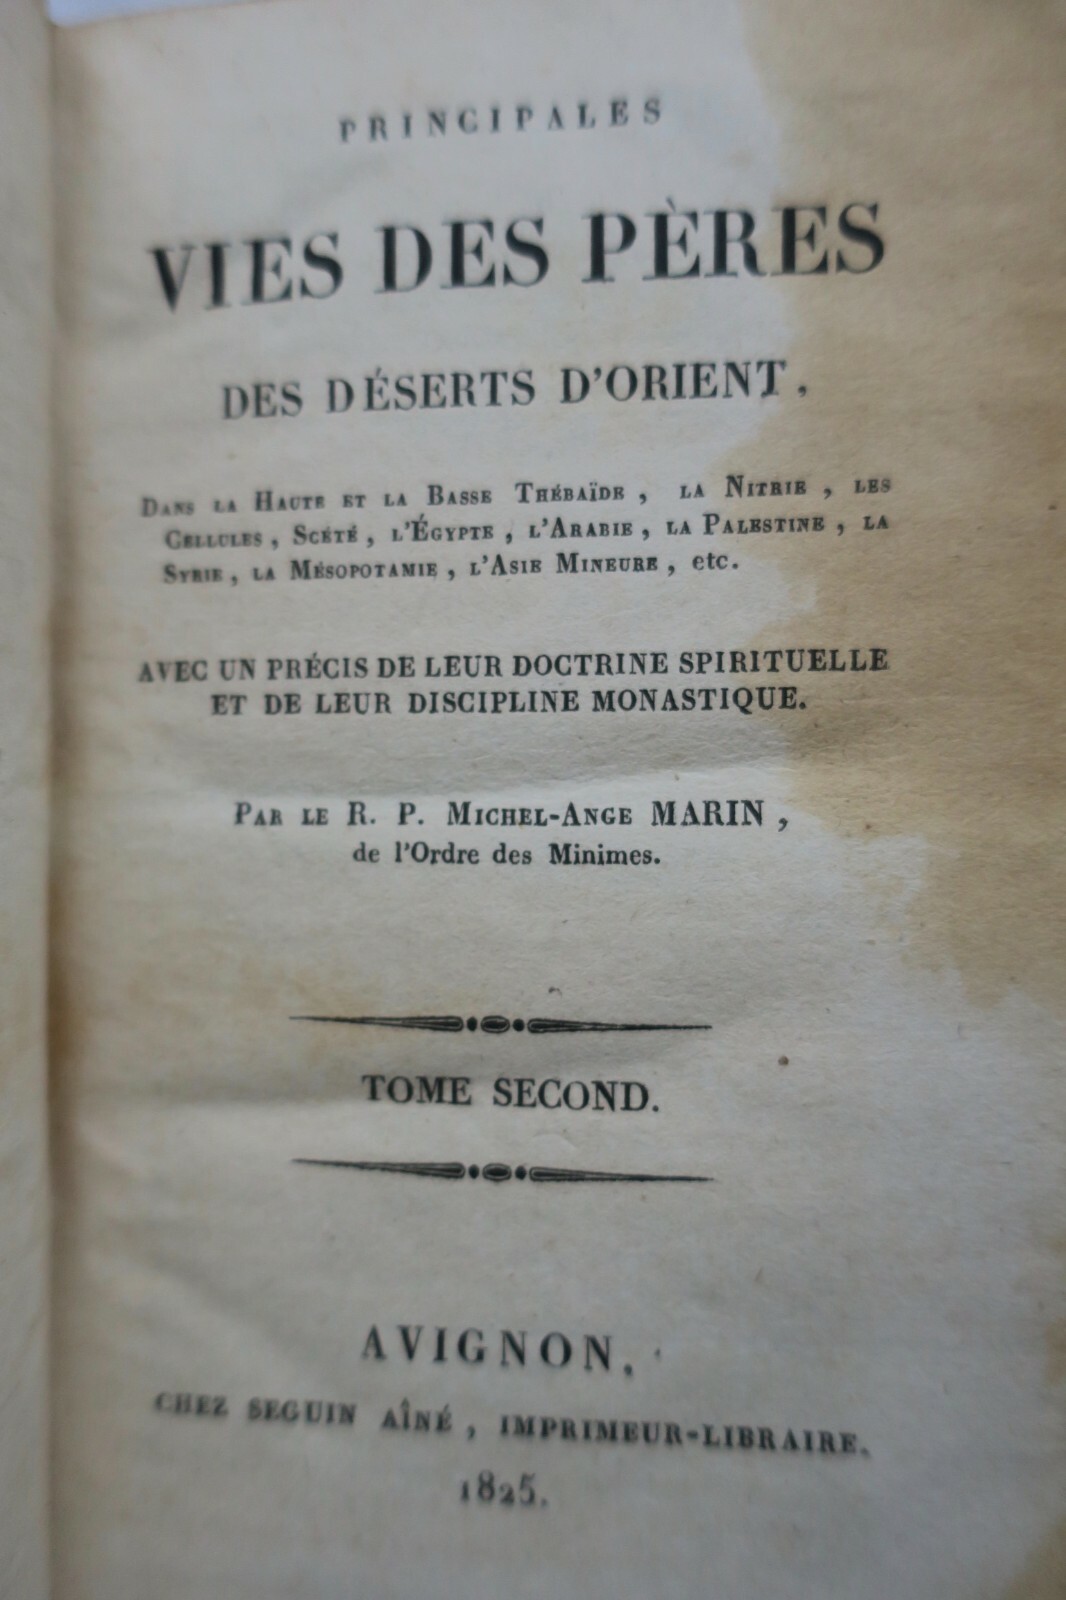 PRINCIPALES
VIES DES PÈRES
DES DÉSERTS D'ORIENT,
DANS LA HAUTE ET LA BASSE THÉBAÏDE, LA NITRIE, LES
CELLULES, SCÉTÉ, L'ÉGYPTE, L'ARABIE, LA PALESTINE, LA
SYRIE, LA MÉSOPOTAMIE, L'ASIE MINEURE, etc.
AVEC UN PRÉCIS DE LEUR DOCTRINE SPIRITUELLE
ET DE LEUR DISCIPLINE MONASTIQUE.
PAR LE R. P. MICHEL-ANGE MARIN,
de l'Ordre des Minimes.
TOME SECOND.
AVIGNON,
CHEZ SEGUIN AÎNÉ, IMPRIMEUR-LIBRAIRE.
1825.